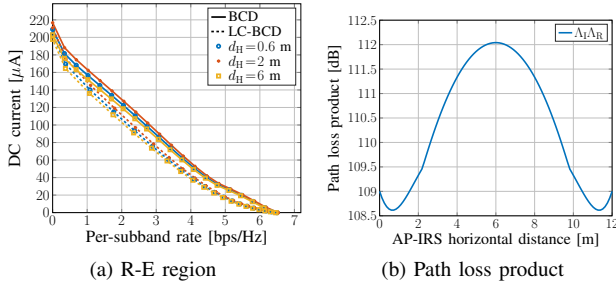 DC current [μA]
220
200
180
160
140
120
100
80
60
40
20
0
0 1 2 3 4 5 6 7
Per-subband rate [bps/Hz]
BCD
LC-BCD
d_H=0.6 m
d_H=2 m
d_H=6 m
(a) R-E region
Path loss product [dB]
112.5
112
111.5
111
110.5
110
109.5
109
108.5
0 2 4 6 8 10 12
AP-IRS horizontal distance [m]
Λ_IΛ_R
(b) Path loss product